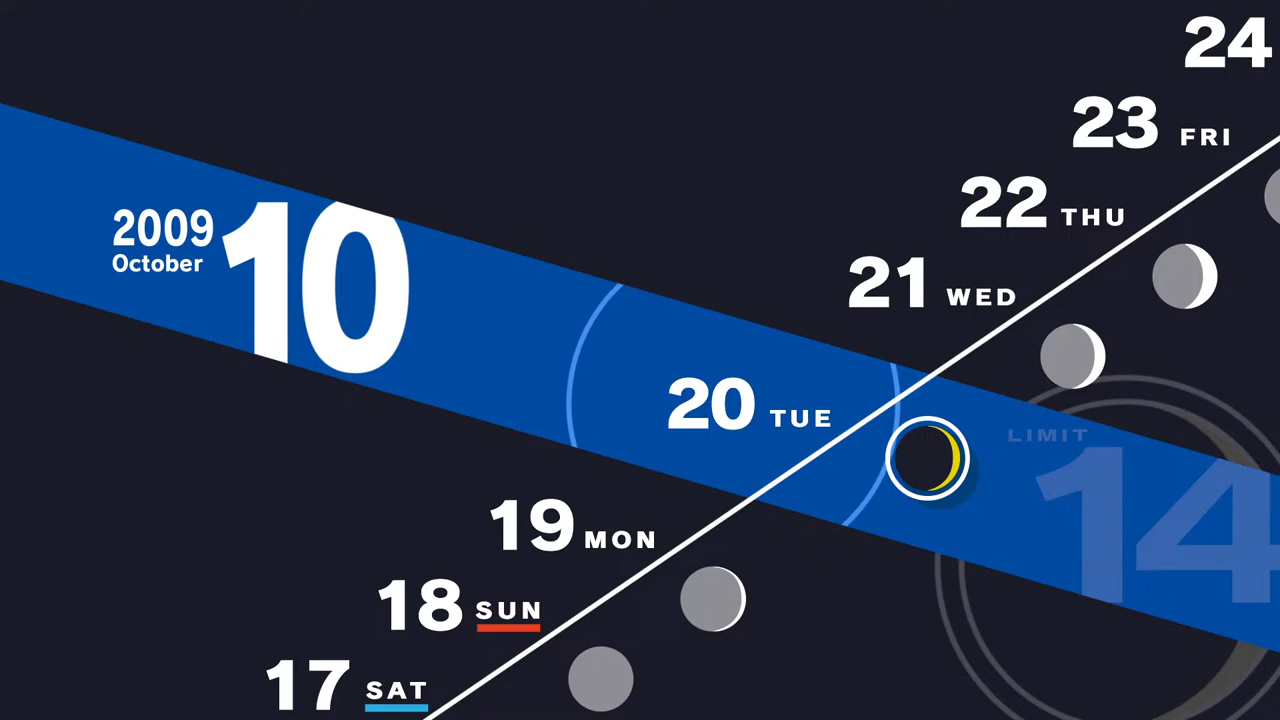 24
23 FRI
22 THU
21 WED
2009
October
10
20 TUE
LIMIT
14
19 MON
18 SUN
17 SAT